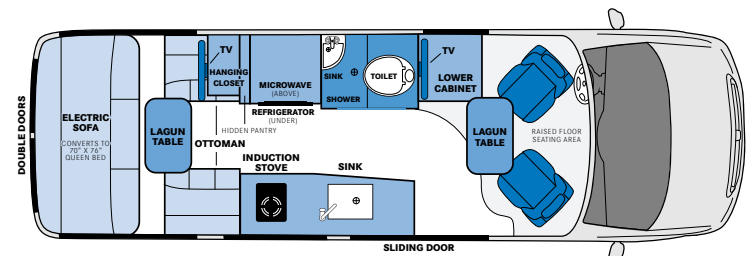 DOUBLE DOORS
ELECTRIC
SOFA
CONVERTS TO
70" X 76"
QUEEN BED
LAGUN
TABLE
OTTOMAN
TV
HANGING
CLOSET
MICROWAVE
(ABOVE)
REFRIGERATOR
(UNDER)
HIDDEN PANTRY
SINK
TOILET
SHOWER
TV
LOWER
CABINET
LAGUN
TABLE
RAISED FLOOR
SEATING AREA
INDUCTION
STOVE
SINK
SLIDING DOOR